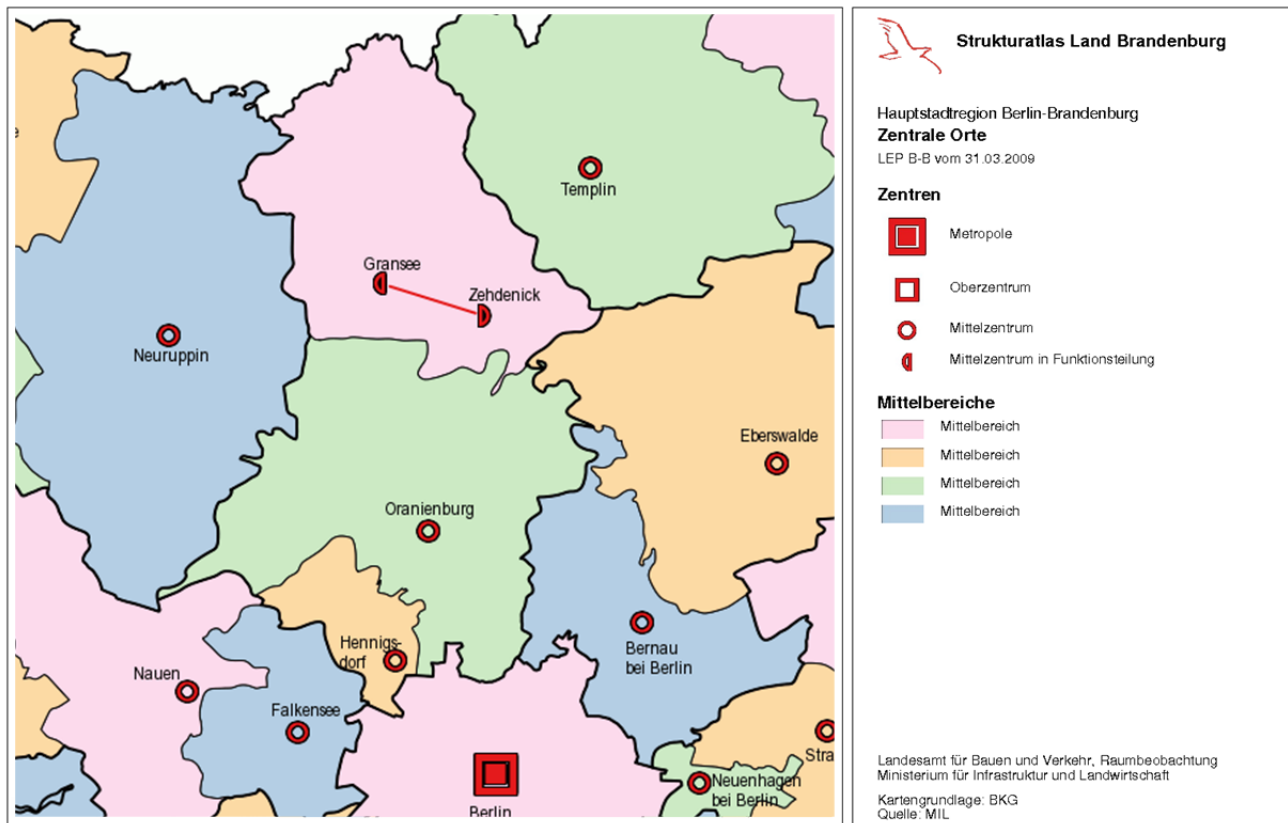 Templin
Gransee
Zehdenick
Neuruppin
Eberswalde
Oranienburg
Hennigs-
dorf
Bernau
bei Berlin
Nauen
Falkensee
Stra
Neuenhagen
bei Berlin
Berlin
e
Strukturatlas Land Brandenburg
Hauptstadtregion Berlin-Brandenburg
Zentrale Orte
LEP B-B vom 31.03.2009
Zentren
Metropole
Oberzentrum
Mittelzentrum
Mittelzentrum in Funktionsteilung
Mittelbereiche
Mittelbereich
Mittelbereich
Mittelbereich
Mittelbereich
Landesamt für Bauen und Verkehr, Raumbeobachtung
Ministerium für Infrastruktur und Landwirtschaft
Kartengrundlage: BKG
Quelle: MIL